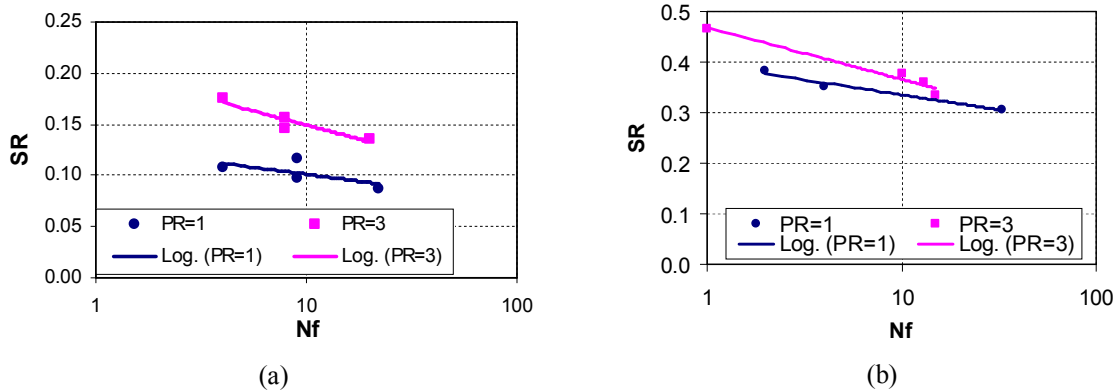 0.25
0.20
0.15
0.10
0.05
0.00
SR
PR=1
PR=3
Log. (PR=1)
Log. (PR=3)
1
10
100
Nf
(a)
0.5
0.4
0.3
0.2
0.1
0.0
SR
PR=1
PR=3
Log. (PR=1)
Log. (PR=3)
1
10
100
Nf
(b)